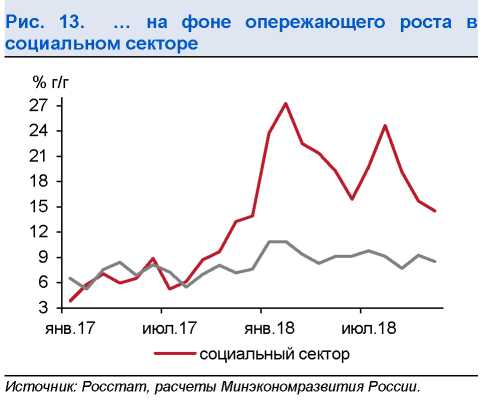 Рис. 13. … на фоне опережающего роста в
социальном секторе
% г/г
27
24
21
18
15
12
9
6
3
янв.17 июл.17 янв.18 июл.18
социальный сектор
Источник: Росстат, расчеты Минэкономразвития России.